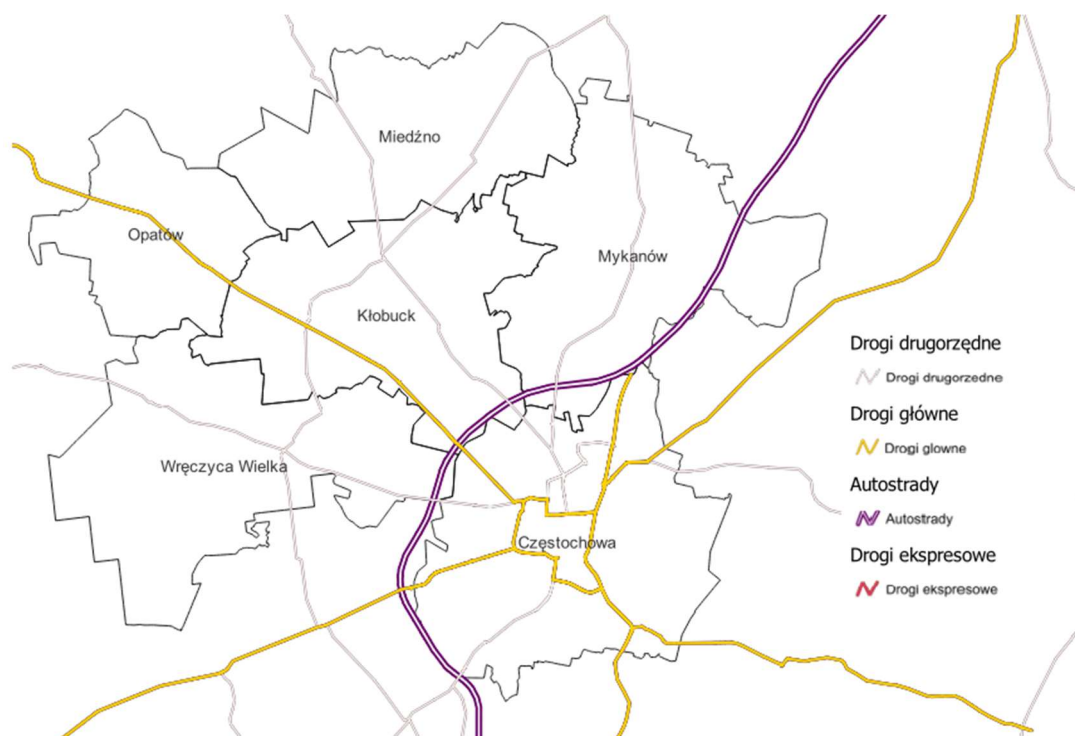 Miedźno
Opatów
Mykanów
Kłobuck
Wręczyca Wielka
Częstochowa
Drogi drugorzędne
Drogi drugorzedne
Drogi główne
Drogi glowne
Autostrady
Autostrady
Drogi ekspresowe
Drogi ekspresowe